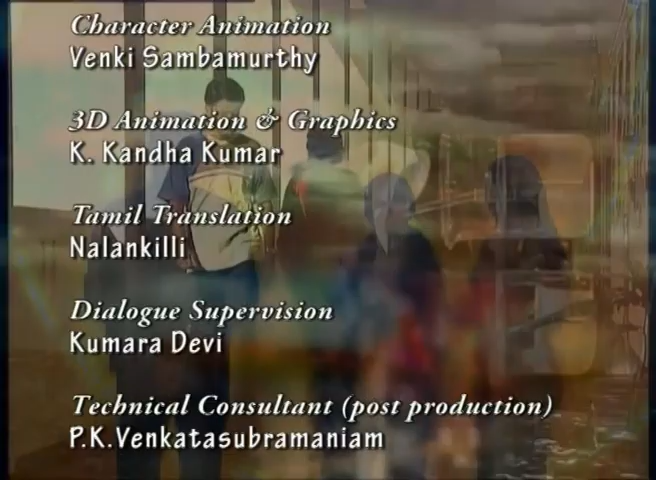 Character Animation
Venki Sambamurthy
3D Animation & Graphics
K. Kandha Kumar
Tamil Translation
Nalankilli
Dialogue Supervision
Kumara Devi
Technical Consultant (post production)
P.K.Venkatasubramaniam